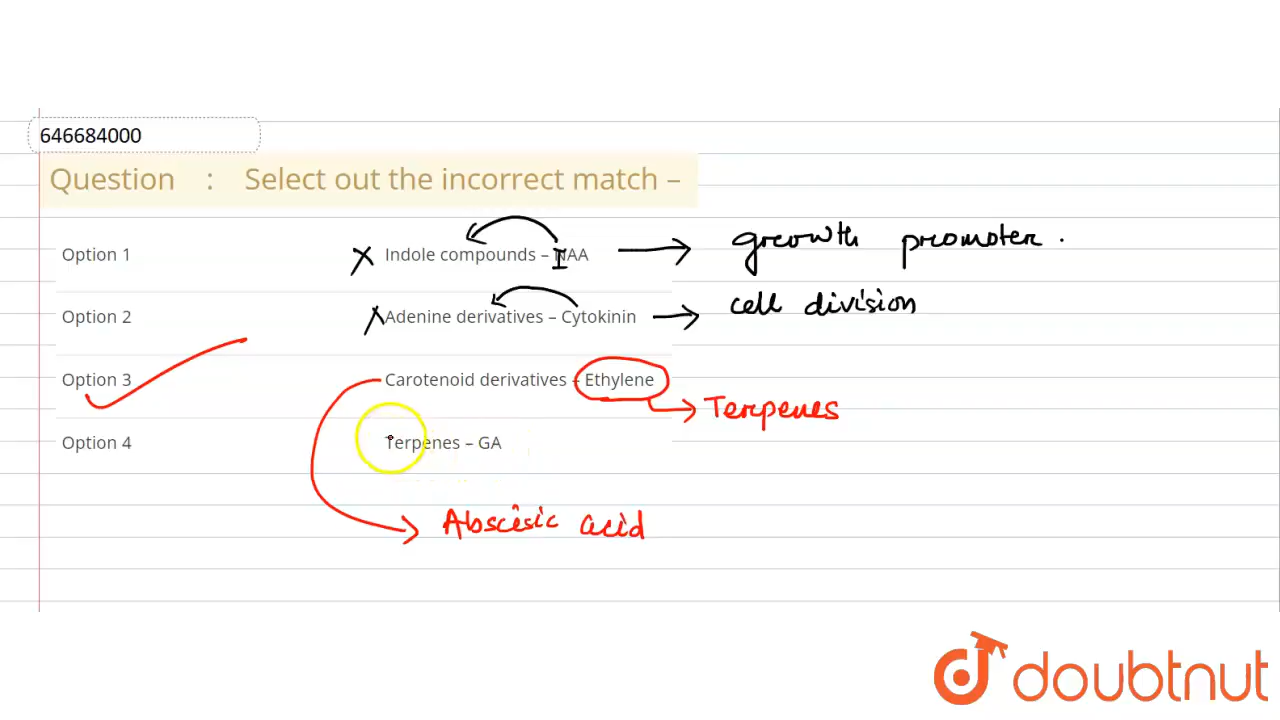 646684000
Question : Select out the incorrect match –
Option 1 Indole compounds – IAA growth promoter.
Option 2 Adenine derivatives – Cytokinin cell division
Option 3 Carotenoid derivatives – Ethylene
Terpenes
Option 4 Terpenes – GA
Abscisic acid
doubtnut